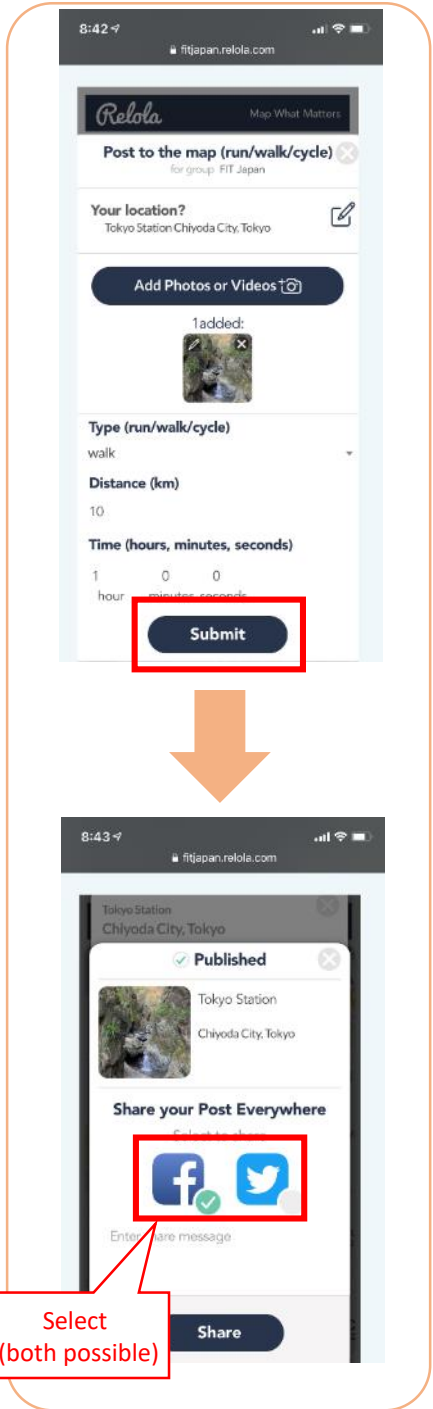 8:42
fitjapan.relola.com
Relola
Map What Matters
Post to the map (run/walk/cycle)
for group FIT Japan
Your location?
Tokyo Station Chiyoda City, Tokyo
Add Photos or Videos
1added:
Type (run/walk/cycle)
walk
Distance (km)
10
Time (hours, minutes, seconds)
1 0 0
hour minutes seconds
Submit
8:43
fitjapan.relola.com
Tokyo Station
Chiyoda City, Tokyo
Published
Tokyo Station
Chiyoda City, Tokyo
Share your Post Everywhere
Select to share
Enter share message
Select
(both possible)
Share